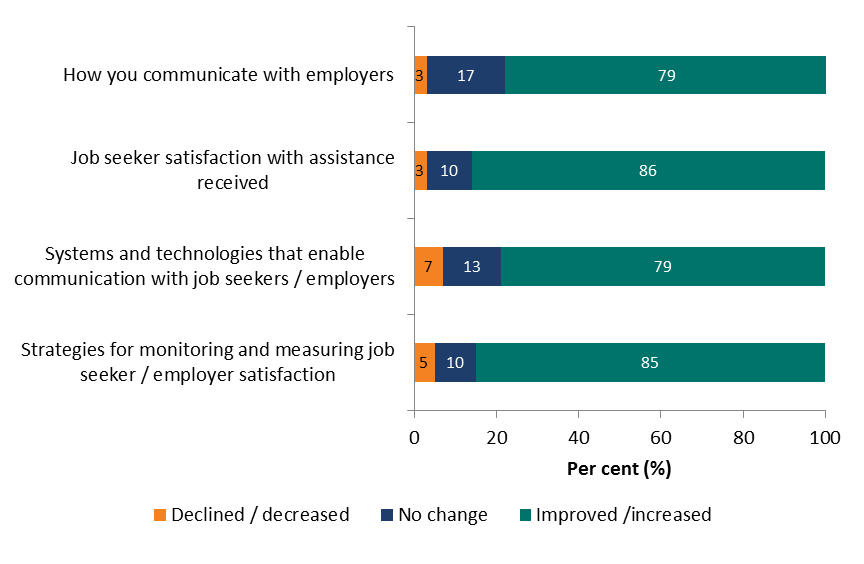 How you communicate with employers
3 17 79
Job seeker satisfaction with assistance
received
3 10 86
Systems and technologies that enable
communication with job seekers / employers
7 13 79
Strategies for monitoring and measuring job
seeker / employer satisfaction
5 10 85
0 20 40 60 80 100
Per cent (%)
Declined / decreased No change Improved /increased